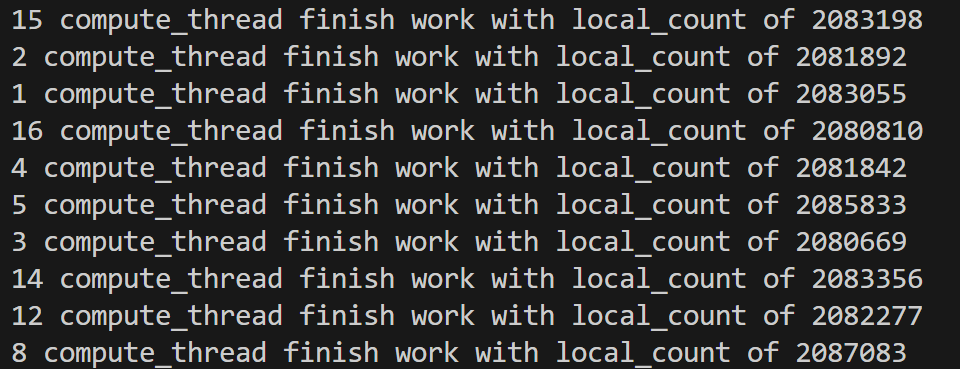 15 compute_thread finish work with local_count of 2083198
2 compute_thread finish work with local_count of 2081892
1 compute_thread finish work with local_count of 2083055
16 compute_thread finish work with local_count of 2080810
4 compute_thread finish work with local_count of 2081842
5 compute_thread finish work with local_count of 2085833
3 compute_thread finish work with local_count of 2080669
14 compute_thread finish work with local_count of 2083356
12 compute_thread finish work with local_count of 2082277
8 compute_thread finish work with local_count of 2087083